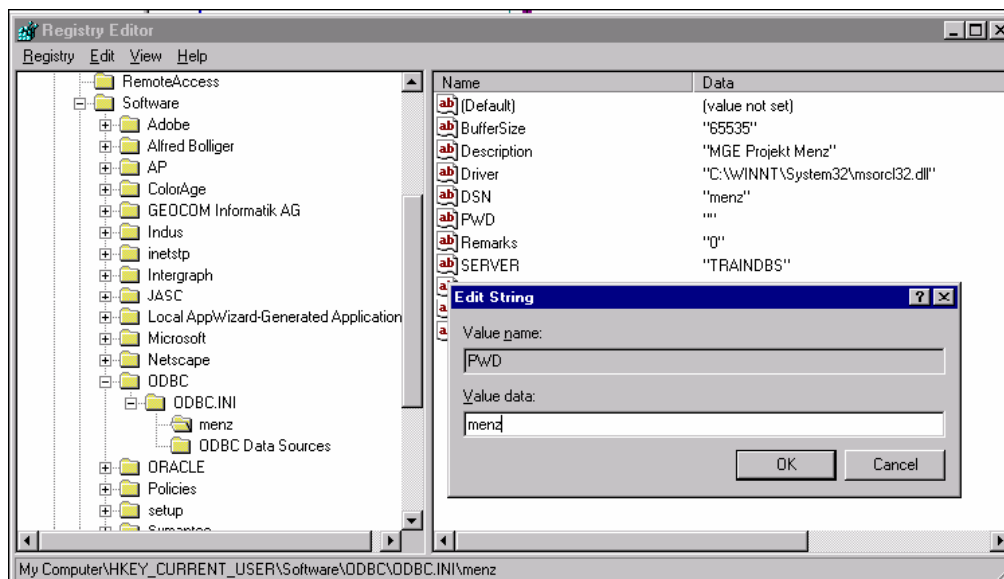 Registry Editor
Registry Edit View Help
RemoteAccess
Software
Adobe
Alfred Bolliger
AP
ColorAge
GEOCOM Informatik AG
Indus
inetstp
Intergraph
JASC
Local AppWizard-Generated Application
Microsoft
Netscape
ODBC
ODBC.INI
menz
ODBC Data Sources
ORACLE
Policies
setup
Symantec
Name Data
(Default) (value not set)
BufferSize "65535"
Description "MGE Projekt Menz"
Driver "C:\WINNT\System32\msorcl32.dll"
DSN "menz"
PWD ""
Remarks "0"
SERVER "TRAINDBS"
Edit String
Value name:
PWD
Value data:
menz
OK Cancel
My Computer\HKEY_CURRENT_USER\Software\ODBC\ODBC.INI\menz